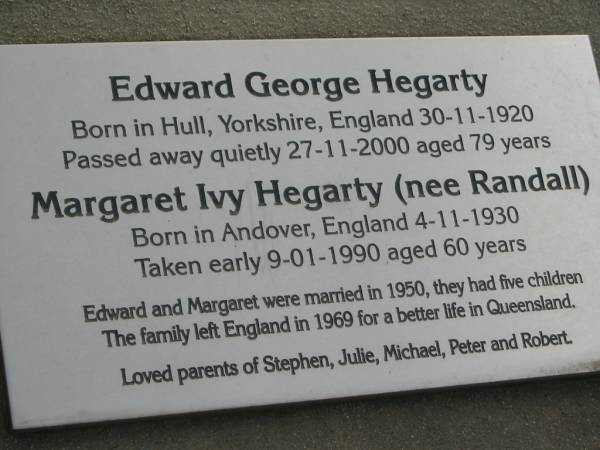 Edward George Hegarty
Born in Hull, Yorkshire, England 30-11-1920
Passed away quietly 27-11-2000 aged 79 years
Margaret Ivy Hegarty (nee Randall)
Born in Andover, England 4-11-1930
Taken early 9-01-1990 aged 60 years
Edward and Margaret were married in 1950, they had five children
The family left England in 1969 for a better life in Queensland.
Loved parents of Stephen, Julie, Michael, Peter and Robert.